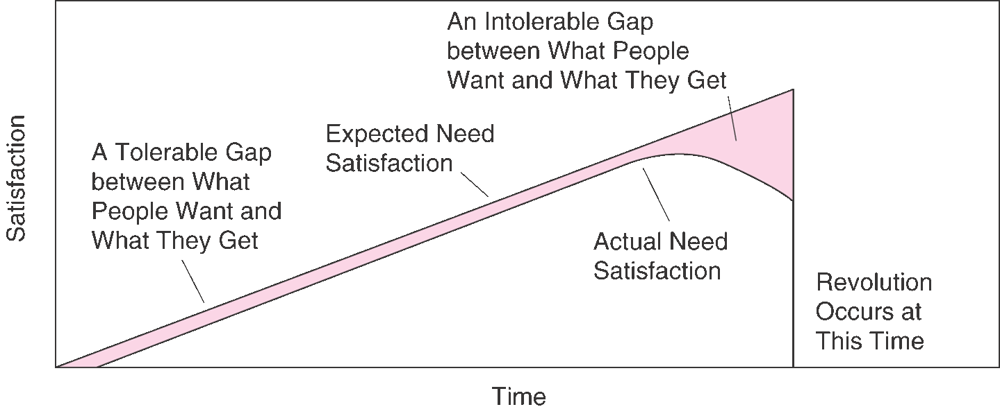 An Intolerable Gap
between What People
Want and What They Get
Expected Need
Satisfaction
A Tolerable Gap
between What
People Want and
What They Get
Satisfaction
Actual Need
Satisfaction
Revolution
Occurs at
This Time
Time